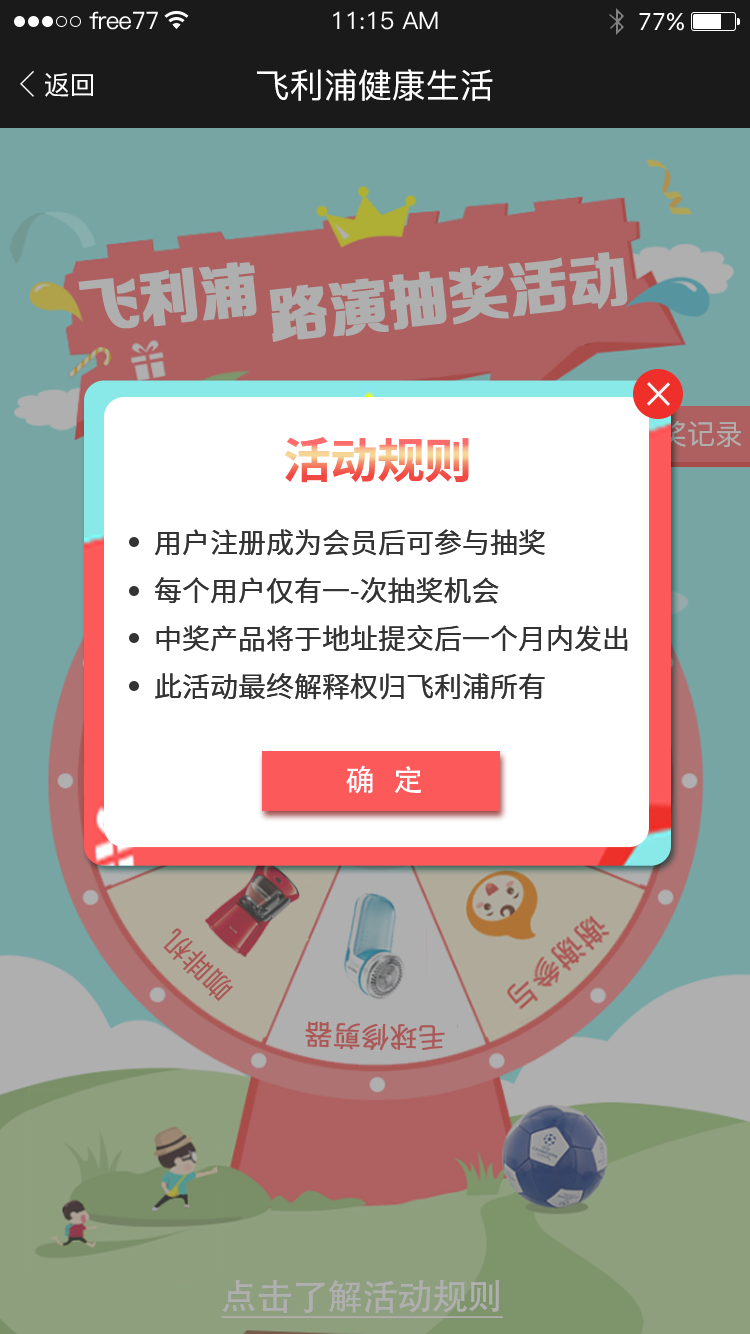 free77 11:15 AM 77%
返回 飞利浦健康生活
飞利浦 路演抽奖活动
奖记录
活动规则
用户注册成为会员后可参与抽奖
每个用户仅有一-次抽奖机会
中奖产品将于地址提交后一个月内发出
此活动最终解释权归飞利浦所有
确 定
咖啡机
毛球修剪器
谢谢参与
点击了解活动规则